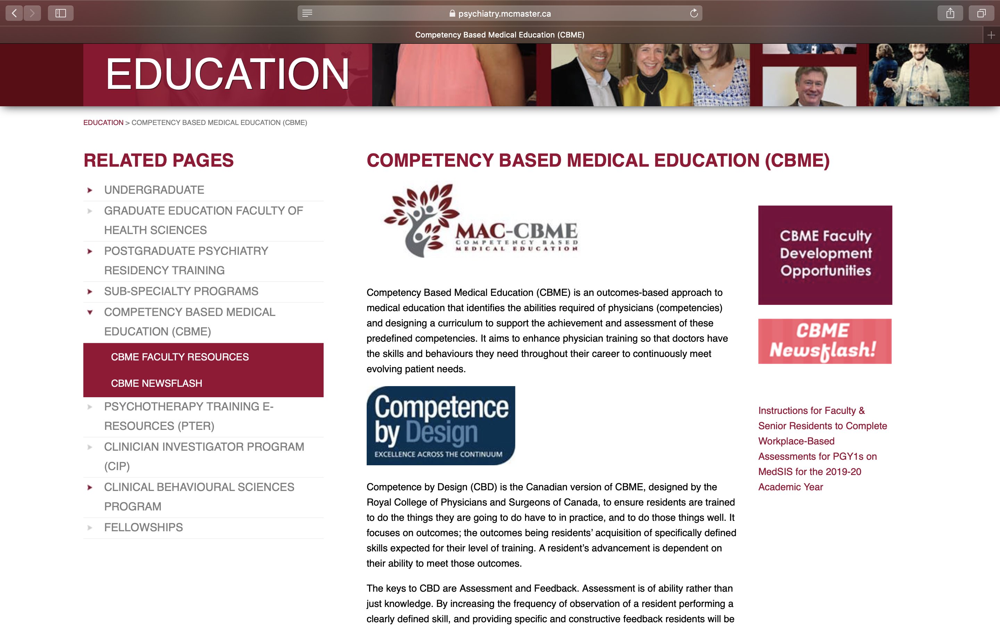 psychiatry.mcmaster.ca
Competency Based Medical Education (CBME)
EDUCATION
EDUCATION > COMPETENCY BASED MEDICAL EDUCATION (CBME)
RELATED PAGES
UNDERGRADUATE
GRADUATE EDUCATION FACULTY OF
HEALTH SCIENCES
POSTGRADUATE PSYCHIATRY
RESIDENCY TRAINING
SUB-SPECIALTY PROGRAMS
COMPETENCY BASED MEDICAL
EDUCATION (CBME)
CBME FACULTY RESOURCES
CBME NEWSFLASH
PSYCHOTHERAPY TRAINING E-
RESOURCES (PTER)
CLINICIAN INVESTIGATOR PROGRAM
(CIP)
CLINICAL BEHAVIOURAL SCIENCES
PROGRAM
FELLOWSHIPS
COMPETENCY BASED MEDICAL EDUCATION (CBME)
MAC-CBME
COMPETENCY BASED
MEDICAL EDUCATION
Competency Based Medical Education (CBME) is an outcomes-based approach to
medical education that identifies the abilities required of physicians (competencies)
and designing a curriculum to support the achievement and assessment of these
predefined competencies. It aims to enhance physician training so that doctors have
the skills and behaviours they need throughout their career to continuously meet
evolving patient needs.
Competence
by Design
EXCELLENCE ACROSS THE CONTINUUM
Competence by Design (CBD) is the Canadian version of CBME, designed by the
Royal College of Physicians and Surgeons of Canada, to ensure residents are trained
to do the things they are going to do have to in practice, and to do those things well. It
focuses on outcomes; the outcomes being residents’ acquisition of specifically defined
skills expected for their level of training. A resident’s advancement is dependent on
their ability to meet those outcomes.
The keys to CBD are Assessment and Feedback. Assessment is of ability rather than
just knowledge. By increasing the frequency of observation of a resident performing a
clearly defined skill, and providing specific and constructive feedback residents will be
CBME Faculty
Development
Opportunities
CBME
Newsflash!
Instructions for Faculty &
Senior Residents to Complete
Workplace-Based
Assessments for PGY1s on
MedSIS for the 2019-20
Academic Year